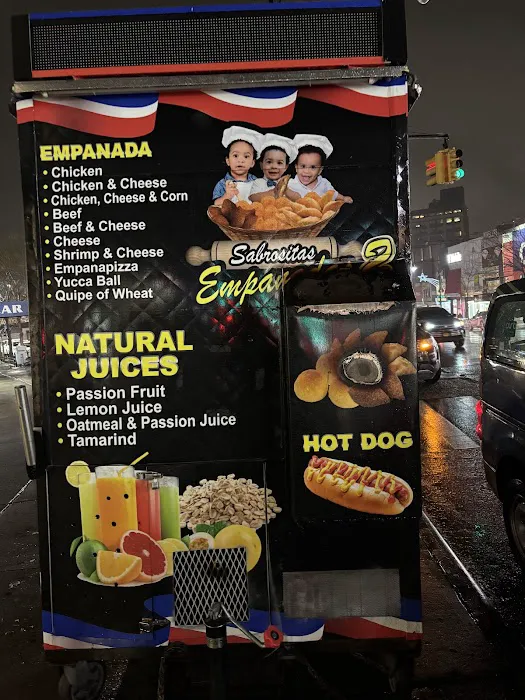 EMPANADA
• Chicken
• Chicken & Cheese
• Chicken, Cheese & Corn
• Beef
• Beef & Cheese
• Cheese
• Shrimp & Cheese
• Empanapizza
• Yucca Ball
• Quipe of Wheat
Sabrositas
NATURAL
JUICES
• Passion Fruit
• Lemon Juice
• Oatmeal & Passion Juice
• Tamarind
HOT DOG
AR